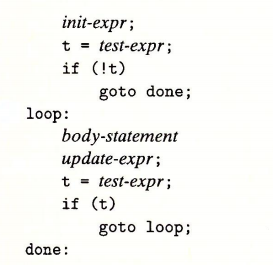 init-expr;
t = test-expr;
if (!t)
goto done;
loop:
body-statement
update-expr;
t = test-expr;
if (t)
goto loop;
done: